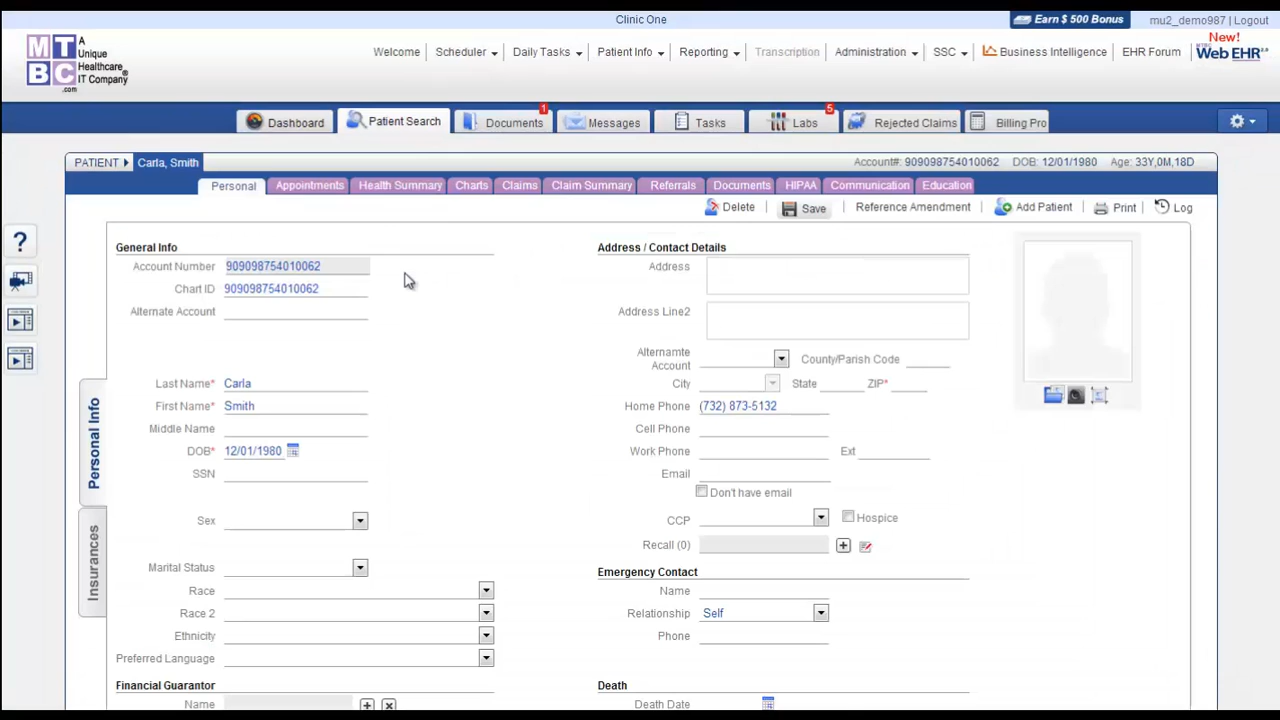 Clinic One
Earn $ 500 Bonus
mu2_demo987 | Logout
MTBC
.com
A
Unique
Healthcare
IT Company
®
Welcome
Scheduler
Daily Tasks
Patient Info
Reporting
Transcription
Administration
SSC
Business Intelligence
EHR Forum
New!
Web EHR
Dashboard
Patient Search
Documents 1
Messages
Tasks
Labs 5
Rejected Claims
Billing Pro
PATIENT
Carla, Smith
Account#: 909098754010062 DOB: 12/01/1980 Age: 33Y,0M,18D
Personal
Appointments
Health Summary
Charts
Claims
Claim Summary
Referrals
Documents
HIPAA
Communication
Education
Delete
Save
Reference Amendment
Add Patient
Print
Log
?
Personal Info
Insurances
General Info
Account Number 909098754010062
Chart ID 909098754010062
Alternate Account
Last Name* Carla
First Name* Smith
Middle Name
DOB* 12/01/1980
SSN
Sex
Marital Status
Race
Race 2
Ethnicity
Preferred Language
Financial Guarantor
Name
Address / Contact Details
Address
Address Line2
Alternamte
Account
County/Parish Code
City State ZIP*
Home Phone (732) 873-5132
Cell Phone
Work Phone Ext
Email
Don't have email
CCP Hospice
Recall (0)
Emergency Contact
Name
Relationship Self
Phone
Death
Death Date